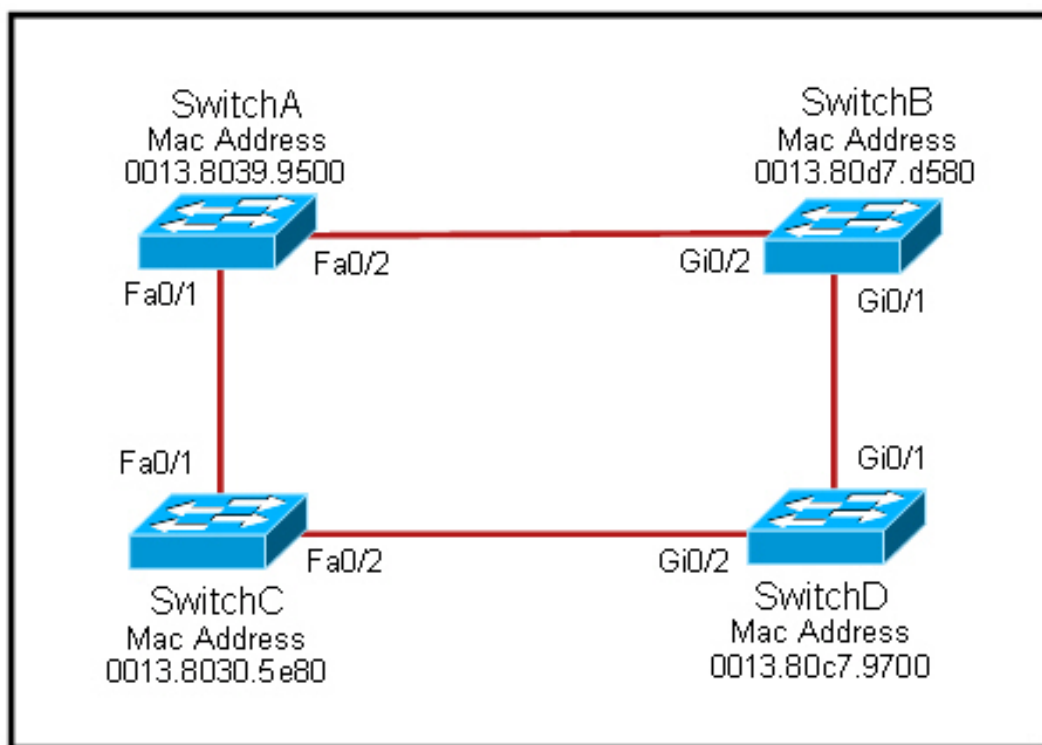 SwitchA
Mac Address
0013.8039.9500
SwitchB
Mac Address
0013.80d7.d580
Fa0/2
Gi0/2
Fa0/1
Gi0/1
Fa0/1
Gi0/1
Fa0/2
Gi0/2
SwitchC
Mac Address
0013.8030.5e80
SwitchD
Mac Address
0013.80c7.9700